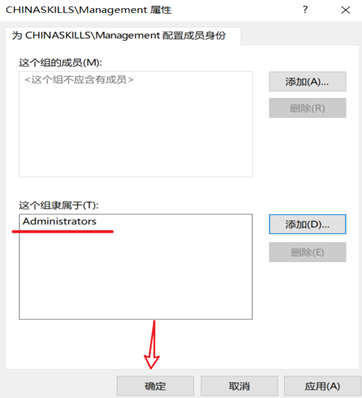 CHINASKILLS\Management 属性
为 CHINASKILLS\Management 配置成员身份
这个组的成员(M):
<这个组不应含有成员>
添加(A)...
删除(R)
这个组隶属于(T):
Administrators
添加(D)...
删除(E)
确定
取消
应用(A)